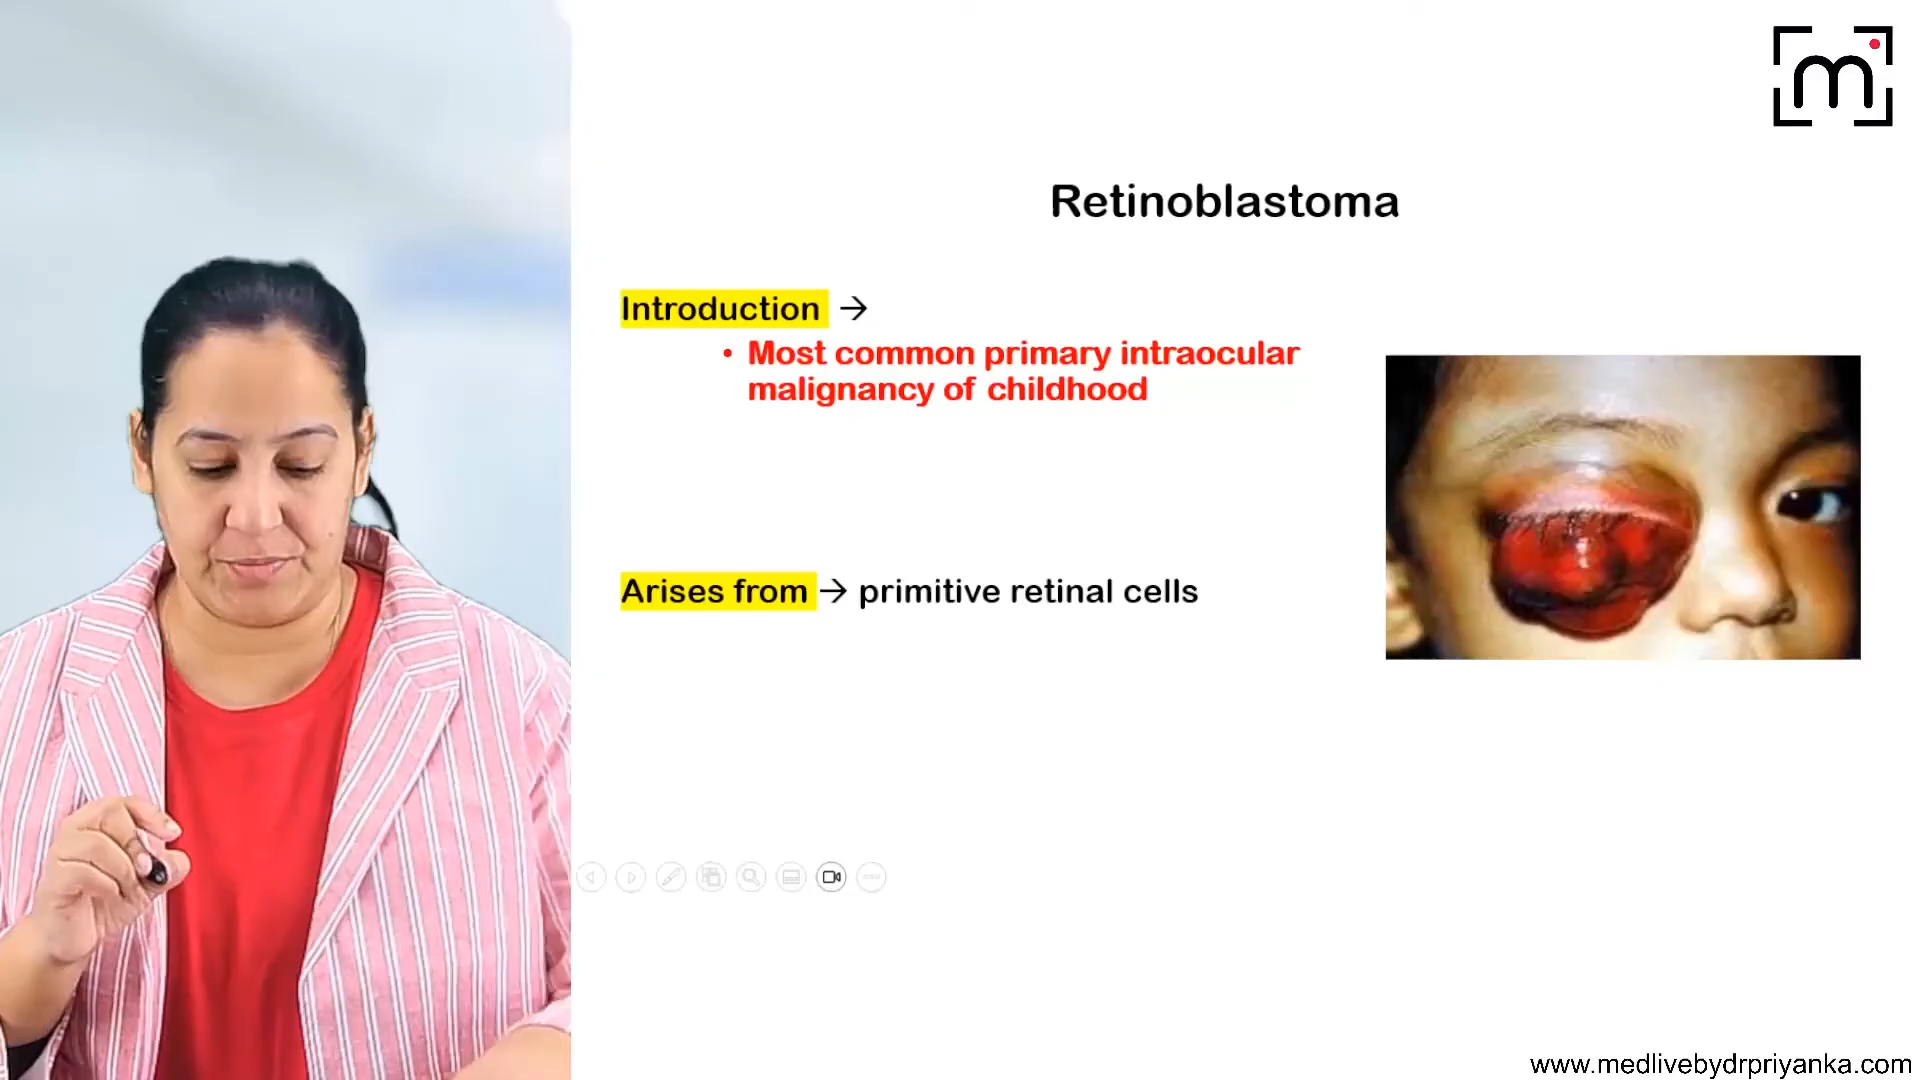 m
Retinoblastoma
Introduction →
• Most common primary intraocular
malignancy of childhood
Arises from → primitive retinal cells
www.medlivebydrpriyanka.com